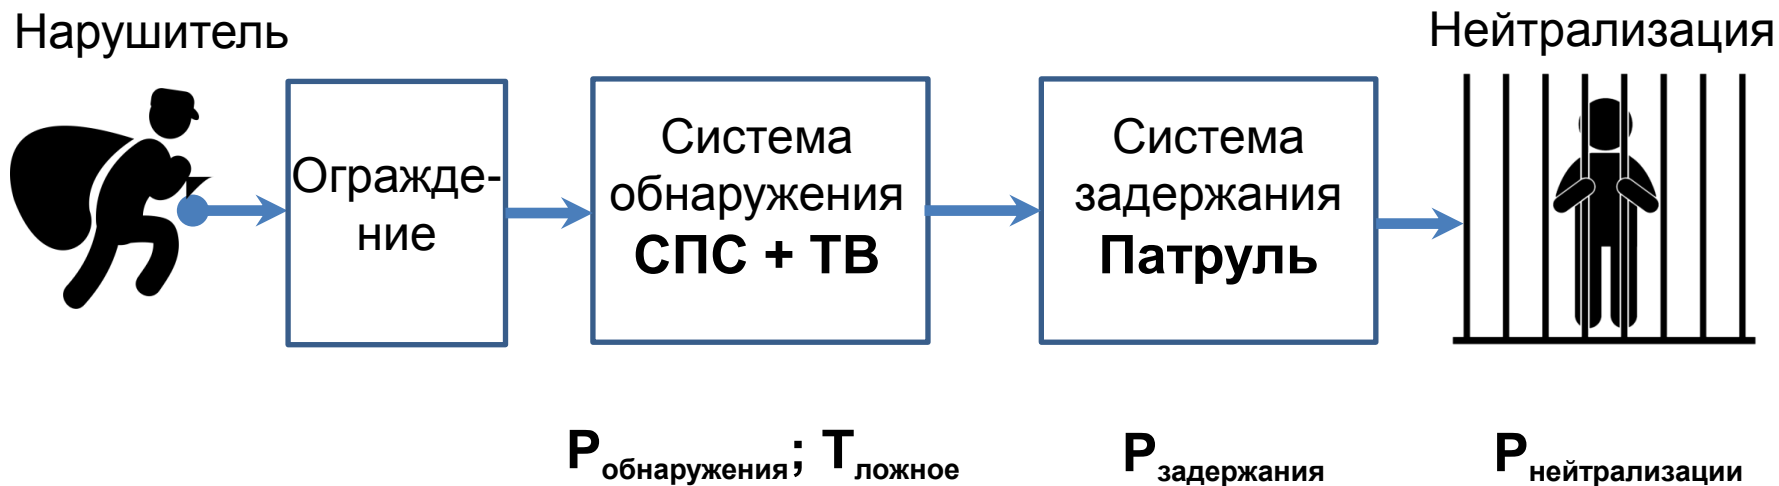 Нарушитель
Нейтрализация
Огражде-
ние
Система
обнаружения
СПС + ТВ
Система
задержания
Патруль
Pобнаружения; Tложное
Pзадержания
Pнейтрализации